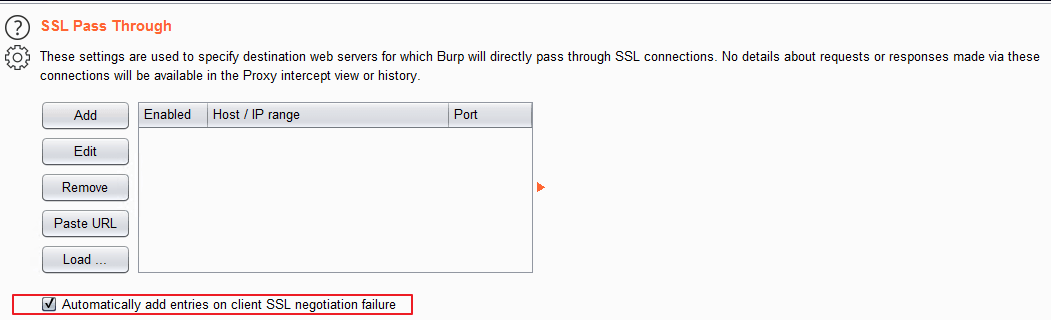 SSL Pass Through
These settings are used to specify destination web servers for which Burp will directly pass through SSL connections. No details about requests or responses made via these
connections will be available in the Proxy intercept view or history.
Add
Enabled Host / IP range Port
Edit
Remove
Paste URL
Load ...
Automatically add entries on client SSL negotiation failure